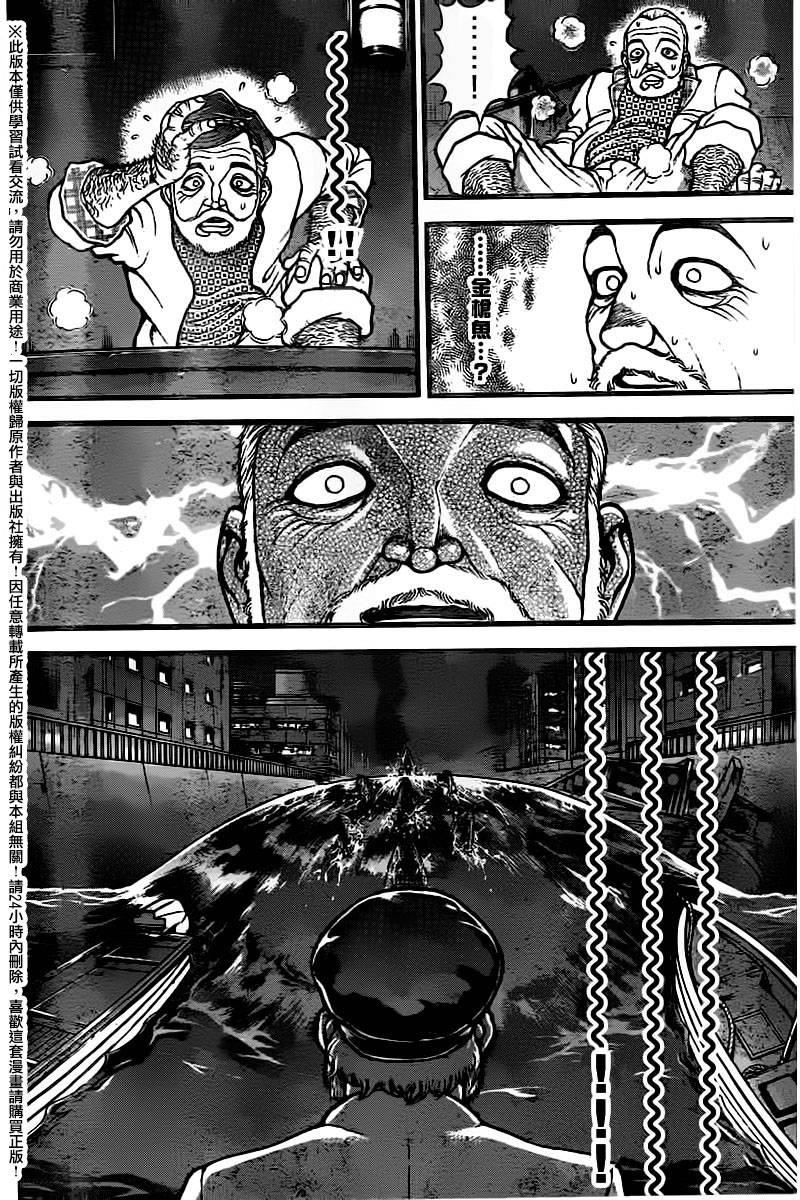 ………！
……金槍魚…？
〰〰〰！！
〰〰〰！！！
〰〰〰
〰〰〰
※此版本僅供學習試看交流，請勿用於商業用途！一切版權歸原作者與出版社擁有！因任意轉載所產生的版權糾紛都與本組無關！請24小時內刪除，喜歡這套漫畫請購買正版！